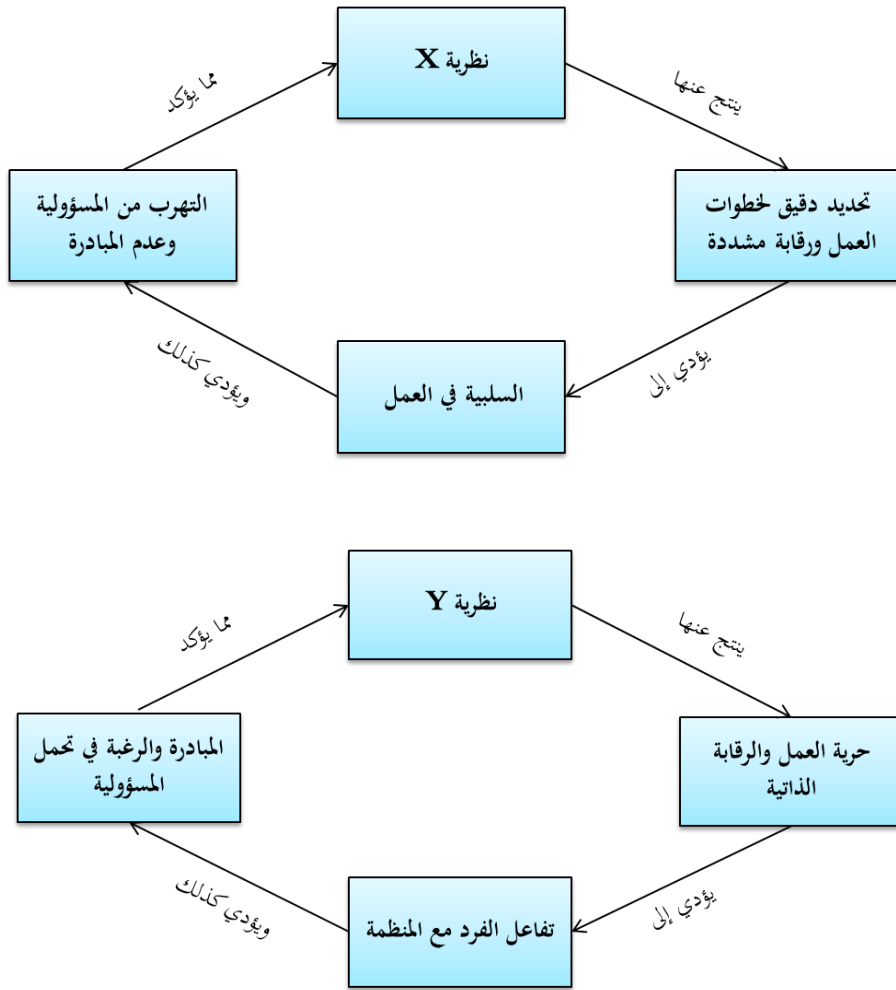 نظرية X
ينتج عنها
تحديد دقيق لخطوات
العمل ورقابة مشددة
يؤدي إلى
السلبية في العمل
ويؤدي كذلك
التهرب من المسؤولية
وعدم المبادرة
مما يؤكد
نظرية Y
ينتج عنها
حرية العمل والرقابة
الذاتية
يؤدي إلى
تفاعل الفرد مع المنظمة
ويؤدي كذلك
المبادرة والرغبة في تحمل
المسؤولية
مما يؤكد